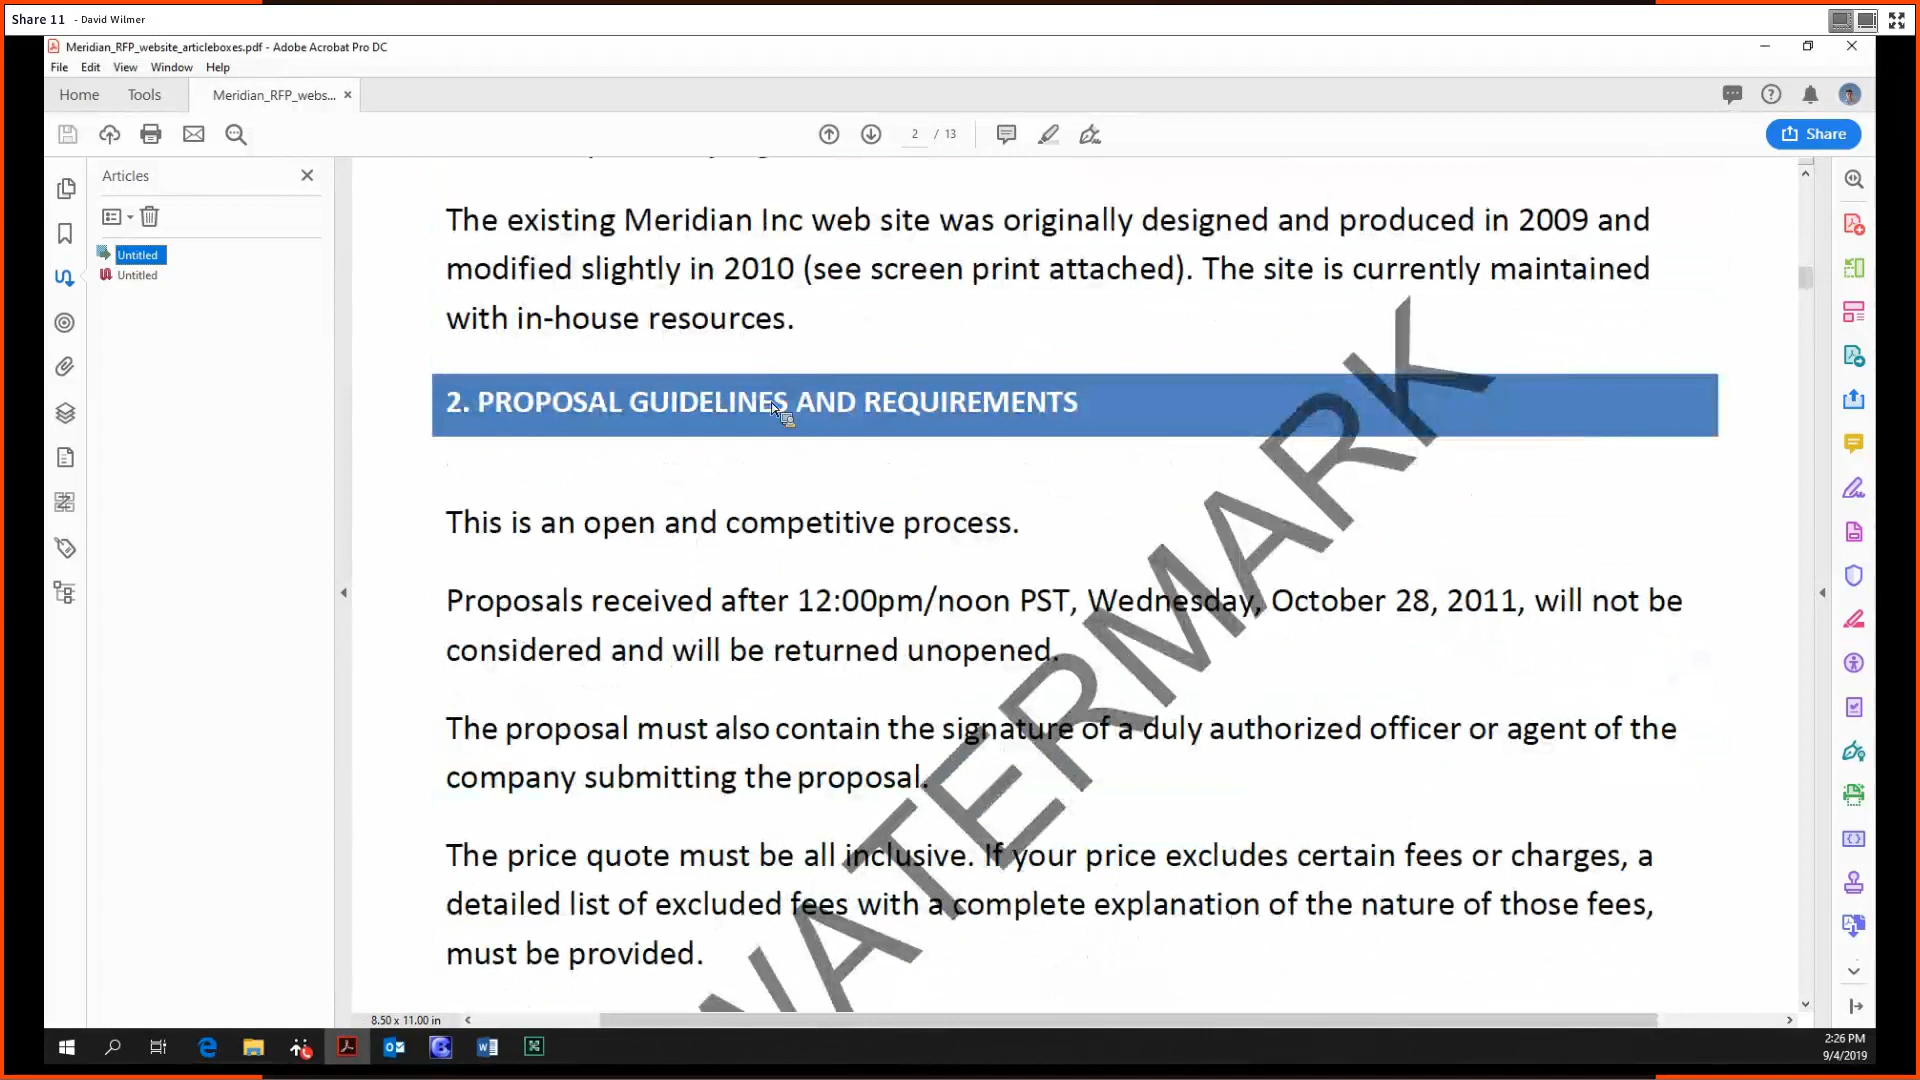 Share 11 - David Wilmer
Meridian_RFP_website_articleboxes.pdf - Adobe Acrobat Pro DC
File Edit View Window Help
Home Tools Meridian_RFP_webs... ×
2 / 13
Share
Articles
Untitled
Untitled
The existing Meridian Inc web site was originally designed and produced in 2009 and
modified slightly in 2010 (see screen print attached). The site is currently maintained
with in-house resources.
2. PROPOSAL GUIDELINES AND REQUIREMENTS
This is an open and competitive process.
Proposals received after 12:00pm/noon PST, Wednesday, October 28, 2011, will not be
considered and will be returned unopened.
The proposal must also contain the signature of a duly authorized officer or agent of the
company submitting the proposal.
The price quote must be all inclusive. If your price excludes certain fees or charges, a
detailed list of excluded fees with a complete explanation of the nature of those fees,
must be provided.
WATERMARK
8.50 x 11.00 in
2:26 PM
9/4/2019